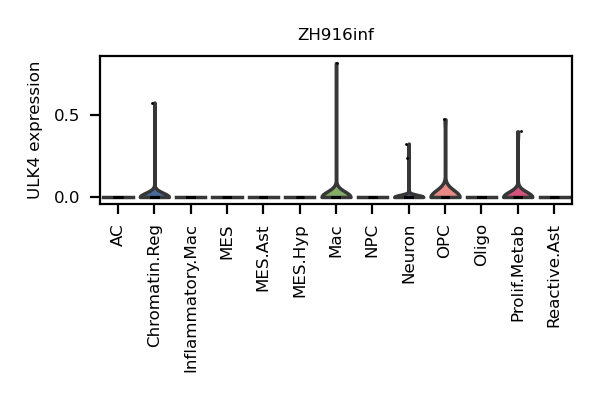 ZH916inf
ULK4 expression
0.5
0.0
AC
Chromatin.Reg
Inflammatory.Mac
MES
MES.Ast
MES.Hyp
Mac
NPC
Neuron
OPC
Oligo
Prolif.Metab
Reactive.Ast